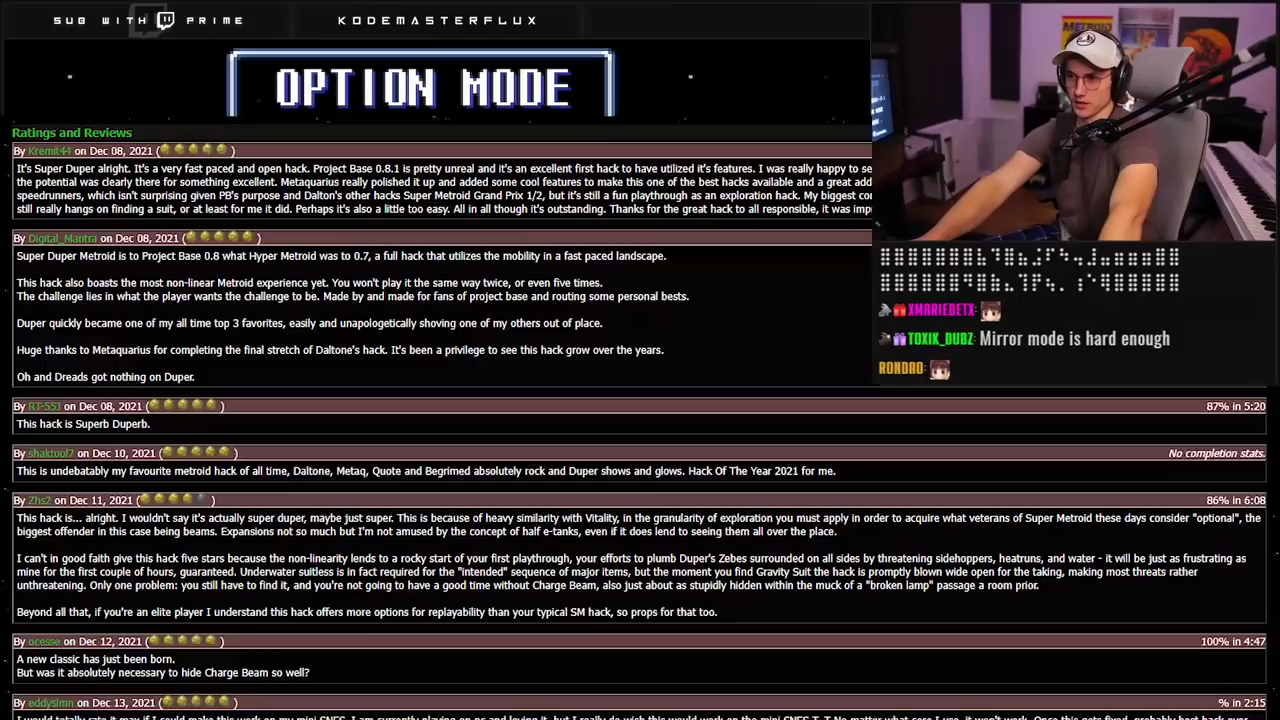 SUB WITH PRIME
KODEMASTERFLUX
OPTION MODE
Ratings and Reviews
By Kremit44 on Dec 08, 2021 ( )
It's Super Duper alright. It's a very fast paced and open hack. Project Base 0.8.1 is pretty unreal and it's an excellent first hack to have utilized it's features. I was really happy to se
the potential was clearly there for something excellent. Metaquarius really polished it up and added some cool features to make this one of the best hacks available and a great add
speedrunners, which isn't surprising given PB's purpose and Dalton's other hacks Super Metroid Grand Prix 1/2, but it's still a fun playthrough as an exploration hack. My biggest con
still really hangs on finding a suit, or at least for me it did. Perhaps it's also a little too easy. All in all though it's outstanding. Thanks for the great hack to all responsible, it was imp
By Digital_Mantra on Dec 08, 2021 ( )
Super Duper Metroid is to Project Base 0.8 what Hyper Metroid was to 0.7, a full hack that utilizes the mobility in a fast paced landscape.
This hack also boasts the most non-linear Metroid experience yet. You won't play it the same way twice, or even five times.
The challenge lies in what the player wants the challenge to be. Made by and made for fans of project base and routing some personal bests.
Duper quickly became one of my all time top 3 favorites, easily and unapologetically shoving one of my others out of place.
Huge thanks to Metaquarius for completing the final stretch of Daltone's hack. It's been a privilege to see this hack grow over the years.
Oh and Dreads got nothing on Duper.
XMARIEDETX:
TOXIK_DUBZ: Mirror mode is hard enough
RONDAO:
By RT-55J on Dec 08, 2021 ( ) 87% in 5:20
This hack is Superb Duperb.
By shaktool7 on Dec 10, 2021 ( ) No completion stats.
This is undebatably my favourite metroid hack of all time, Daltone, Metaq, Quote and Begrimed absolutely rock and Duper shows and glows. Hack Of The Year 2021 for me.
By Zhs2 on Dec 11, 2021 ( ) 86% in 6:08
This hack is... alright. I wouldn't say it's actually super duper, maybe just super. This is because of heavy similarity with Vitality, in the granularity of exploration you must apply in order to acquire what veterans of Super Metroid these days consider "optional", the
biggest offender in this case being beams. Expansions not so much but I'm not amused by the concept of half e-tanks, even if it does lend to seeing them all over the place.
I can't in good faith give this hack five stars because the non-linearity lends to a rocky start of your first playthrough, your efforts to plumb Duper's Zebes surrounded on all sides by threatening sidehoppers, heatruns, and water - it will be just as frustrating as
mine for the first couple of hours, guaranteed. Underwater suitless is in fact required for the "intended" sequence of major items, but the moment you find Gravity Suit the hack is promptly blown wide open for the taking, making most threats rather
unthreatening. Only one problem: you still have to find it, and you're not going to have a good time without Charge Beam, also just about as stupidly hidden within the muck of a "broken lamp" passage a room prior.
Beyond all that, if you're an elite player I understand this hack offers more options for replayability than your typical SM hack, so props for that too.
By ocesse on Dec 12, 2021 ( ) 100% in 4:47
A new classic has just been born.
But was it absolutely necessary to hide Charge Beam so well?
By eddyslmn on Dec 13, 2021 ( ) % in 2:15